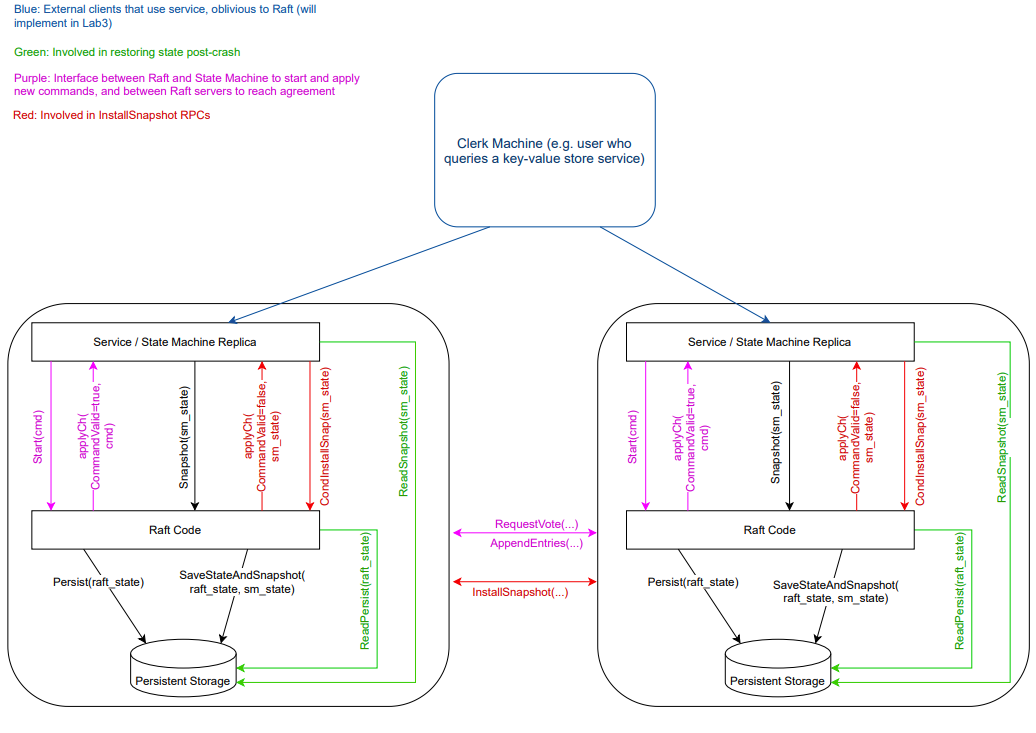 Blue: External clients that use service, oblivious to Raft (will
implement in Lab3)
Green: Involved in restoring state post-crash
Purple: Interface between Raft and State Machine to start and apply
new commands, and between Raft servers to reach agreement
Red: Involved in InstallSnapshot RPCs
Clerk Machine (e.g. user who
queries a key-value store service)
Service / State Machine Replica
Start(cmd)
applyCh(
CommandValid=true,
cmd)
Snapshot(sm_state)
applyCh(
CommandValid=false,
sm_state)
CondInstallSnap(sm_state)
ReadSnapshot(sm_state)
Raft Code
Persist(raft_state)
SaveStateAndSnapshot(
raft_state, sm_state)
ReadPersist(raft_state)
Persistent Storage
RequestVote(...)
AppendEntries(...)
InstallSnapshot(...)
Service / State Machine Replica
Start(cmd)
applyCh(
CommandValid=true,
cmd)
Snapshot(sm_state)
applyCh(
CommandValid=false,
sm_state)
CondInstallSnap(sm_state)
ReadSnapshot(sm_state)
Raft Code
Persist(raft_state)
SaveStateAndSnapshot(
raft_state, sm_state)
ReadPersist(raft_state)
Persistent Storage